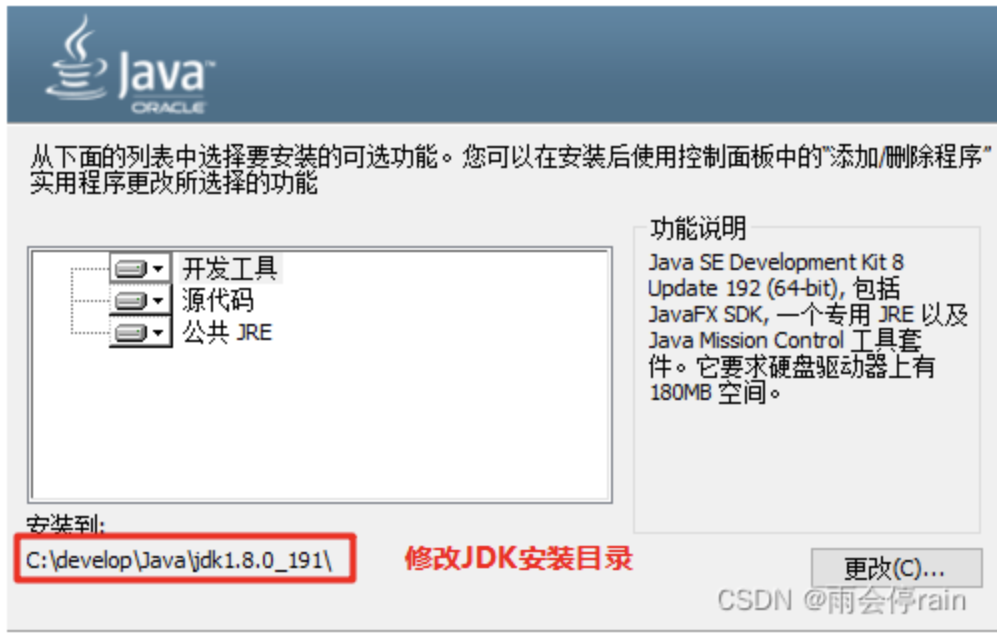 Java™
ORACLE
从下面的列表中选择要安装的可选功能。您可以在安装后使用控制面板中的“添加/删除程序”
实用程序更改所选择的功能
开发工具
源代码
公共 JRE
功能说明
Java SE Development Kit 8
Update 192 (64-bit), 包括
JavaFX SDK, 一个专用 JRE 以及
Java Mission Control 工具套
件。它要求硬盘驱动器上有
180MB 空间。
安装到:
C:\develop\Java\jdk1.8.0_191\
修改JDK安装目录
更改(C)...
CSDN @雨会停rain